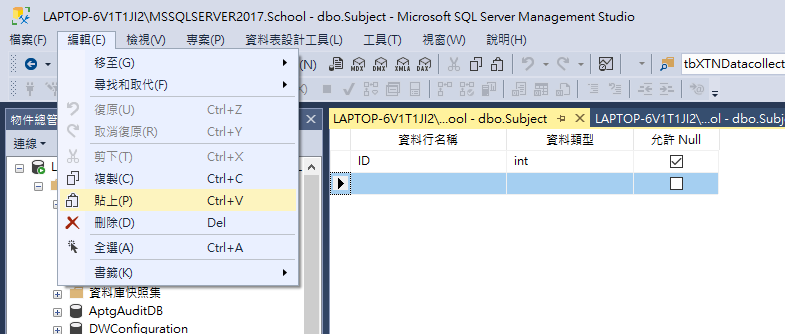 LAPTOP-6V1T1JI2\MSSQLSERVER2017.School - dbo.Subject - Microsoft SQL Server Management Studio
檔案(F) 編輯(E) 檢視(V) 專案(P) 資料表設計工具(L) 工具(T) 視窗(W) 說明(H)
移至(G)
(N) MDX DMX XMLA DAX tbXTNDatacollect
尋找和取代(F)
復原(U) Ctrl+Z
取消復原(R) Ctrl+Y
剪下(T) Ctrl+X
複製(C) Ctrl+C
貼上(P) Ctrl+V
刪除(D) Del
全選(A) Ctrl+A
書籤(K)
物件總管
連線
資料庫快照集
AptgAuditDB
DWConfiguration
LAPTOP-6V1T1JI2\...ool - dbo.Subject LAPTOP-6V1T1JI2\...ol - dbo.Subj
資料行名稱 資料類型 允許 Null
ID int